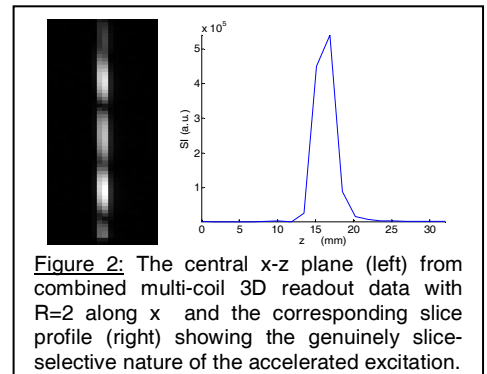 x 10⁵
5
4
3
2
1
SI (a.u.)
0 5 10 15 20 25 30
z (mm)
Figure 2: The central x-z plane (left) from
combined multi-coil 3D readout data with
R=2 along x and the corresponding slice
profile (right) showing the genuinely slice-
selective nature of the accelerated excitation.